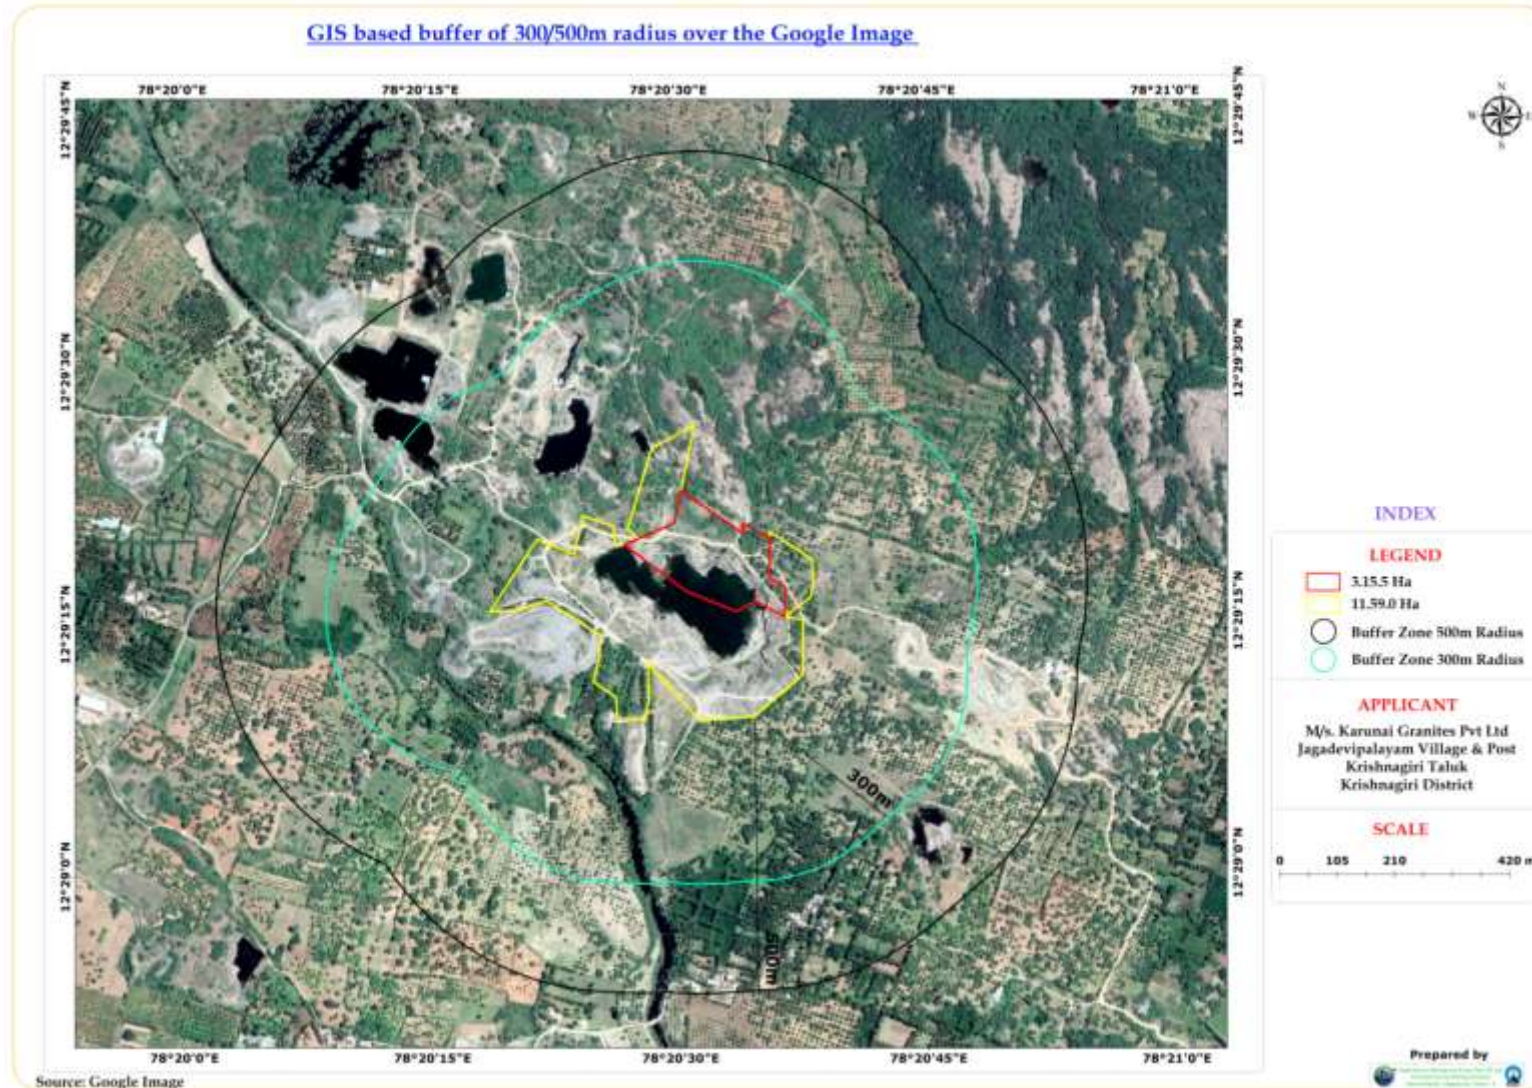 GIS based buffer of 300/500m radius over the Google Image
78°20'0"E 78°20'15"E 78°20'30"E 78°20'45"E 78°21'0"E
12°29'45"N
12°29'30"N
12°29'15"N
12°29'0"N
12°29'45"N
12°29'30"N
12°29'15"N
12°29'0"N
N
W E
S
300m
500m
78°20'0"E 78°20'15"E 78°20'30"E 78°20'45"E 78°21'0"E
Source: Google Image
INDEX
LEGEND
3.15.5 Ha
11.59.0 Ha
Buffer Zone 500m Radius
Buffer Zone 300m Radius
APPLICANT
M/s. Karunai Granites Pvt Ltd
Jagadevipalayam Village & Post
Krishnagiri Taluk
Krishnagiri District
SCALE
0 105 210 420 m
Prepared by